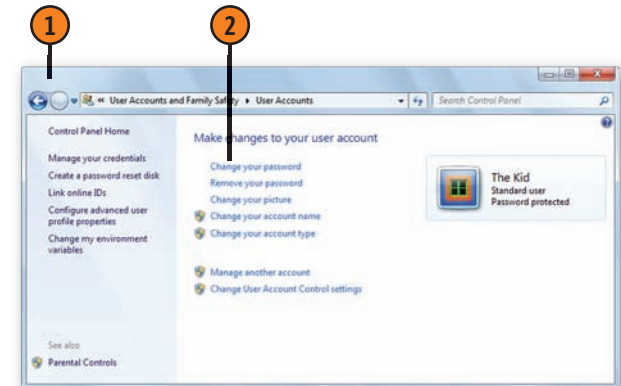 1
2
« User Accounts and Family Safety ▸ User Accounts
Search Control Panel
Control Panel Home
Manage your credentials
Create a password reset disk
Link online IDs
Configure advanced user
profile properties
Change my environment
variables
See also
Parental Controls
Make changes to your user account
Change your password
Remove your password
Change your picture
Change your account name
Change your account type
Manage another account
Change User Account Control settings
The Kid
Standard user
Password protected